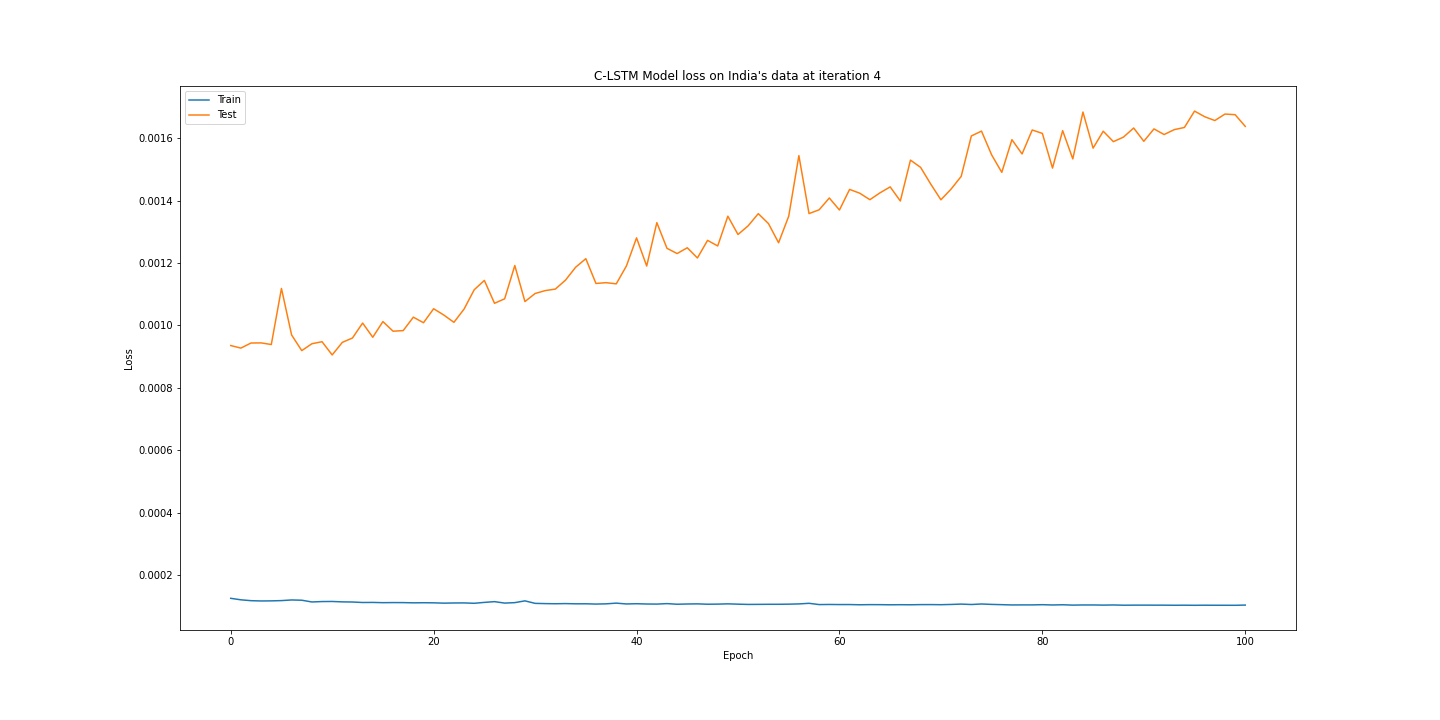 C-LSTM Model loss on India's data at iteration 4
Train
Test
0.0016
0.0014
0.0012
0.0010
0.0008
0.0006
0.0004
0.0002
Loss
0 20 40 60 80 100
Epoch